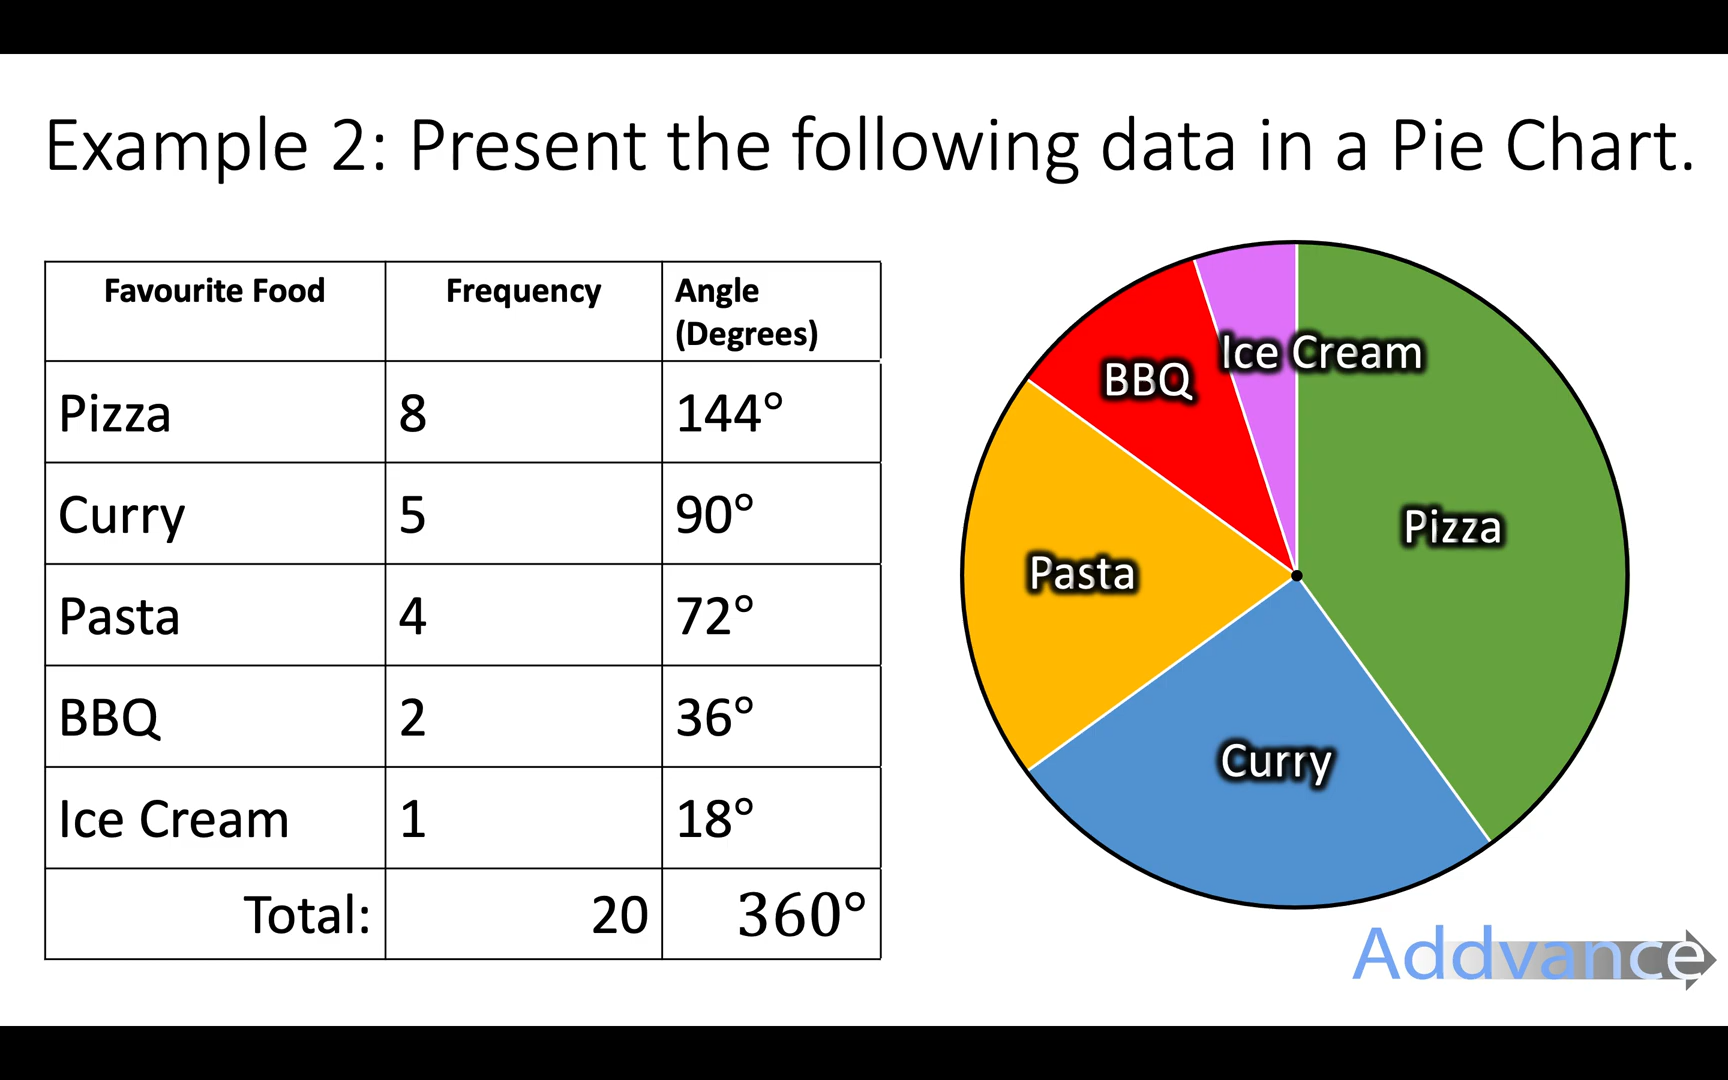 Example 2: Present the following data in a Pie Chart.
Favourite Food Frequency Angle
(Degrees)
Pizza 8 144°
Curry 5 90°
Pasta 4 72°
BBQ 2 36°
Ice Cream 1 18°
Total: 20 360°
Ice Cream
BBQ
Pizza
Pasta
Curry
Addvance